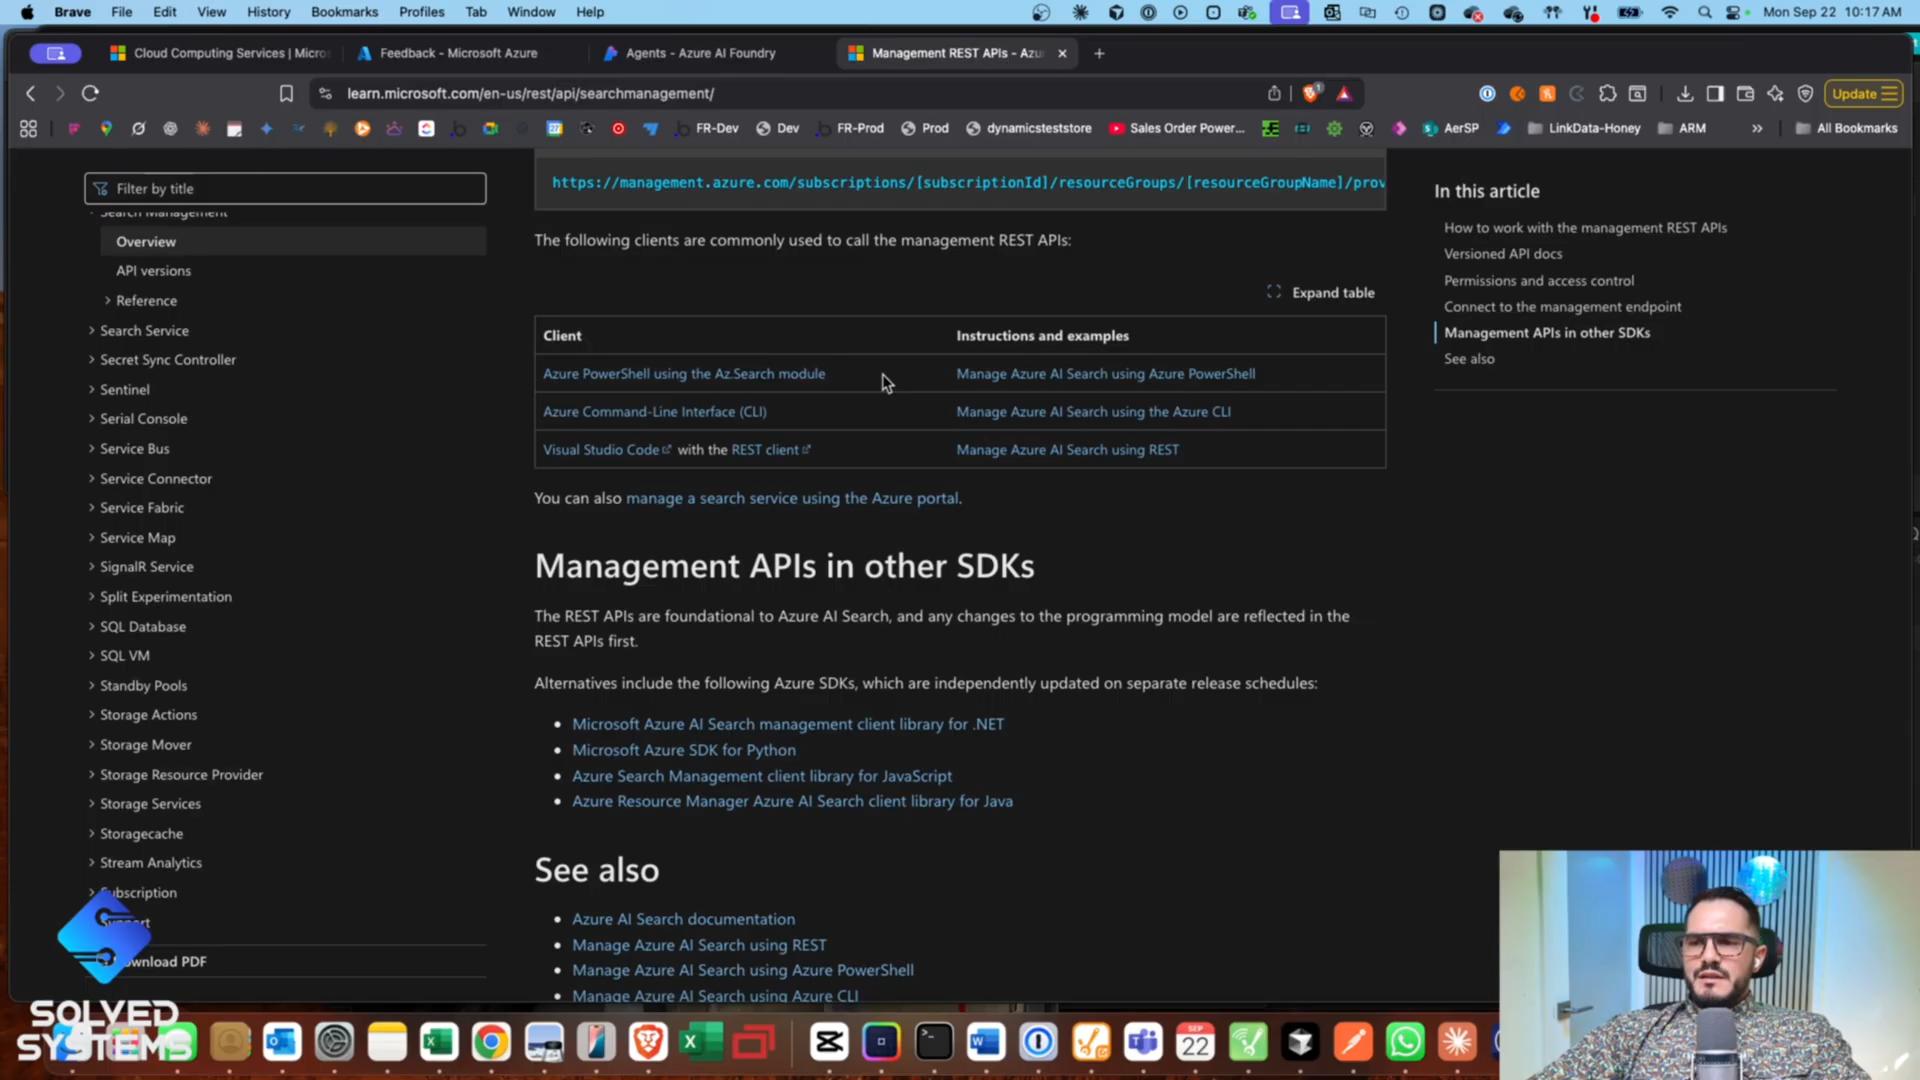 Brave File Edit View History Bookmarks Profiles Tab Window Help Mon Sep 22 10:17 AM
Cloud Computing Services | Micro
Feedback - Microsoft Azure
Agents - Azure AI Foundry
Management REST APIs - Azu
learn.microsoft.com/en-us/rest/api/searchmanagement/
Update
FR-Dev Dev FR-Prod Prod dynamicsteststore Sales Order Power... AerSP LinkData-Honey ARM » All Bookmarks
Filter by title
Search Management
Overview
API versions
Reference
Search Service
Secret Sync Controller
Sentinel
Serial Console
Service Bus
Service Connector
Service Fabric
Service Map
SignalR Service
Split Experimentation
SQL Database
SQL VM
Standby Pools
Storage Actions
Storage Mover
Storage Resource Provider
Storage Services
Storagecache
Stream Analytics
Subscription
Support
Download PDF
https://management.azure.com/subscriptions/[subscriptionId]/resourceGroups/[resourceGroupName]/prov
The following clients are commonly used to call the management REST APIs:
Expand table
Client Instructions and examples
Azure PowerShell using the Az.Search module Manage Azure AI Search using Azure PowerShell
Azure Command-Line Interface (CLI) Manage Azure AI Search using the Azure CLI
Visual Studio Code with the REST client Manage Azure AI Search using REST
You can also manage a search service using the Azure portal.
Management APIs in other SDKs
The REST APIs are foundational to Azure AI Search, and any changes to the programming model are reflected in the
REST APIs first.
Alternatives include the following Azure SDKs, which are independently updated on separate release schedules:
• Microsoft Azure AI Search management client library for .NET
• Microsoft Azure SDK for Python
• Azure Search Management client library for JavaScript
• Azure Resource Manager Azure AI Search client library for Java
See also
• Azure AI Search documentation
• Manage Azure AI Search using REST
• Manage Azure AI Search using Azure PowerShell
• Manage Azure AI Search using Azure CLI
In this article
How to work with the management REST APIs
Versioned API docs
Permissions and access control
Connect to the management endpoint
Management APIs in other SDKs
See also
SOLVED
SYSTEMS
SEP
22